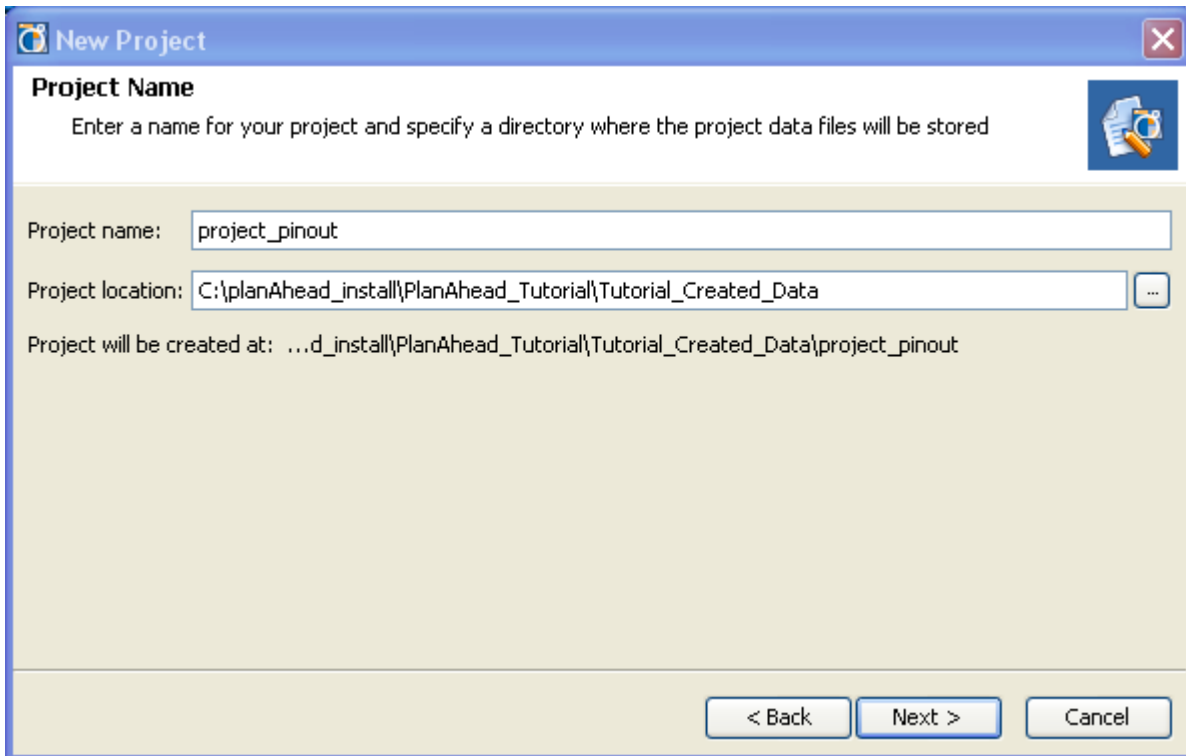 New Project
Project Name
Enter a name for your project and specify a directory where the project data files will be stored
Project name: project_pinout
Project location: C:\planAhead_install\PlanAhead_Tutorial\Tutorial_Created_Data ...
Project will be created at: ...d_install\PlanAhead_Tutorial\Tutorial_Created_Data\project_pinout
< Back Next > Cancel